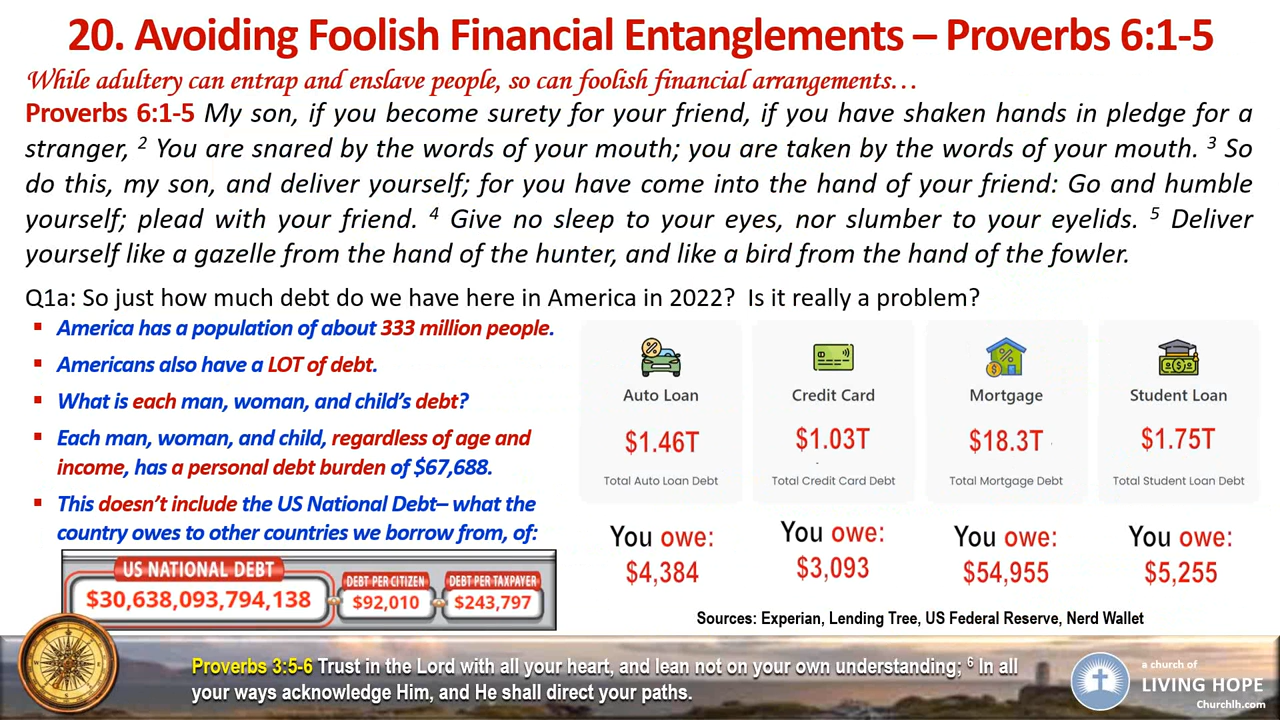 20. Avoiding Foolish Financial Entanglements – Proverbs 6:1-5
While adultery can entrap and enslave people, so can foolish financial arrangements…
Proverbs 6:1-5 My son, if you become surety for your friend, if you have shaken hands in pledge for a
stranger, 2 You are snared by the words of your mouth; you are taken by the words of your mouth. 3 So
do this, my son, and deliver yourself; for you have come into the hand of your friend: Go and humble
yourself; plead with your friend. 4 Give no sleep to your eyes, nor slumber to your eyelids. 5 Deliver
yourself like a gazelle from the hand of the hunter, and like a bird from the hand of the fowler.
Q1a: So just how much debt do we have here in America in 2022? Is it really a problem?
▪ America has a population of about 333 million people.
▪ Americans also have a LOT of debt.
▪ What is each man, woman, and child's debt?
▪ Each man, woman, and child, regardless of age and
income, has a personal debt burden of $67,688.
▪ This doesn't include the US National Debt– what the
country owes to other countries we borrow from, of:
US NATIONAL DEBT
$30,638,093,794,138
DEBT PER CITIZEN
$92,010
DEBT PER TAXPAYER
$243,797
Auto Loan
$1.46T
Total Auto Loan Debt
You owe:
$4,384
Credit Card
$1.03T
Total Credit Card Debt
You owe:
$3,093
Mortgage
$18.3T
Total Mortgage Debt
You owe:
$54,955
Student Loan
$1.75T
Total Student Loan Debt
You owe:
$5,255
Sources: Experian, Lending Tree, US Federal Reserve, Nerd Wallet
Proverbs 3:5-6 Trust in the Lord with all your heart, and lean not on your own understanding; 6 In all
your ways acknowledge Him, and He shall direct your paths.
a church of
LIVING HOPE
Churchlh.com